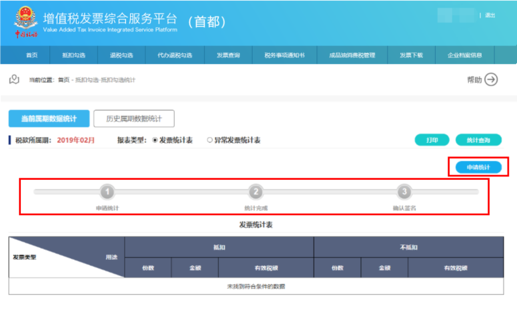 增值税发票综合服务平台 （首都）
Value Added Tax Invoice Integrated Service Platform
退出
首页 抵扣勾选 退税勾选 代办退税勾选 发票查询 税务事项通知书 成品油消费税管理 发票下载 企业档案信息
当前位置：首页 - 抵扣勾选-抵扣勾选统计 帮助
当前属期数据统计 历史属期数据统计
税款所属期： 2019年02月 报表类型： 发票统计表 异常发票统计表 打印 统计查询
申请统计
1 2 3
申请统计 统计完成 确认签名
发票统计表
发票类型 用途 抵扣 不抵扣
份数 金额 有效税额 份数 金额 有效税额
未找到符合条件的数据